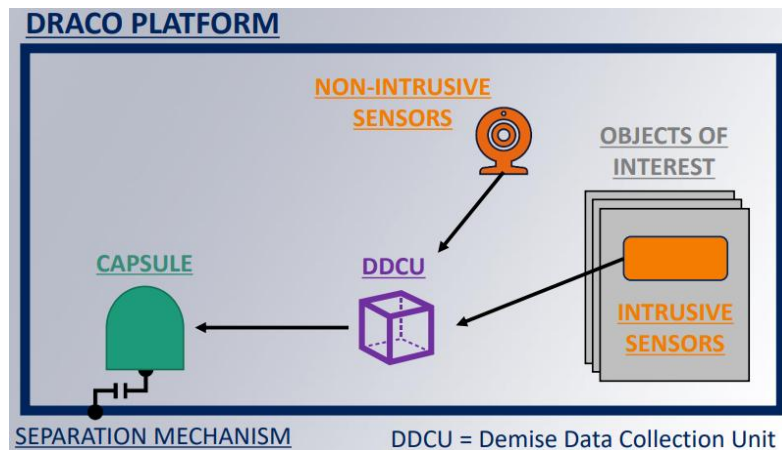 DRACO PLATFORM
NON-INTRUSIVE
SENSORS
OBJECTS OF
INTEREST
CAPSULE
DDCU
INTRUSIVE
SENSORS
SEPARATION MECHANISM
DDCU = Demise Data Collection Unit